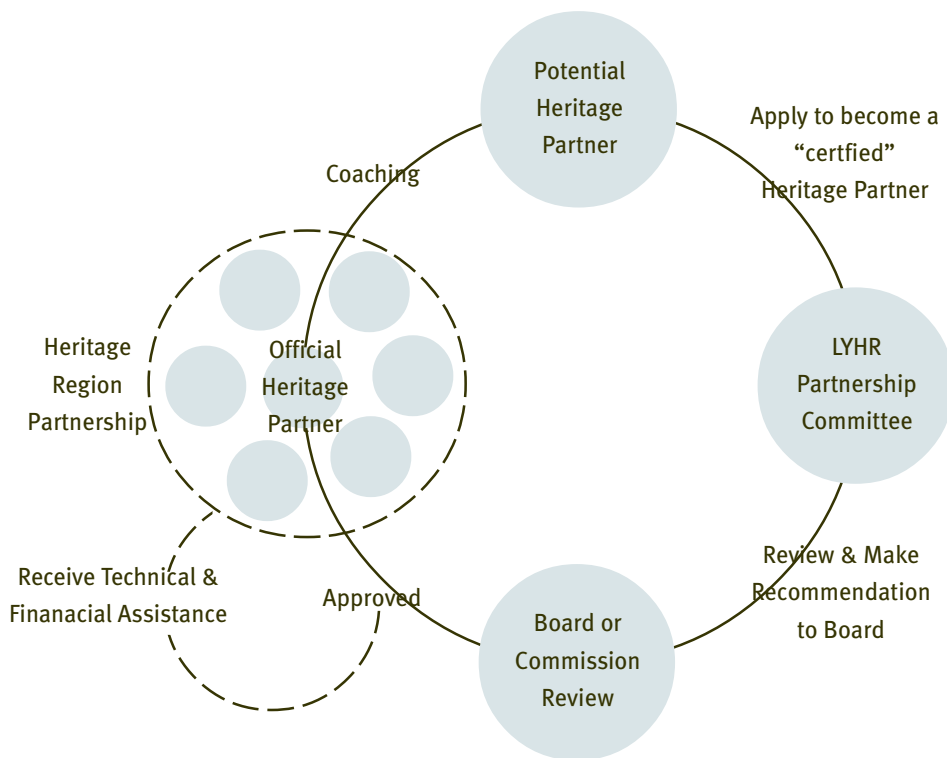 Potential
Heritage
Partner
Apply to become a
“certfied”
Heritage Partner
Coaching
Heritage
Region
Partnership
Official
Heritage
Partner
LYHR
Partnership
Committee
Receive Technical &
Finanacial Assistance
Approved
Review & Make
Recommendation
to Board
Board or
Commission
Review